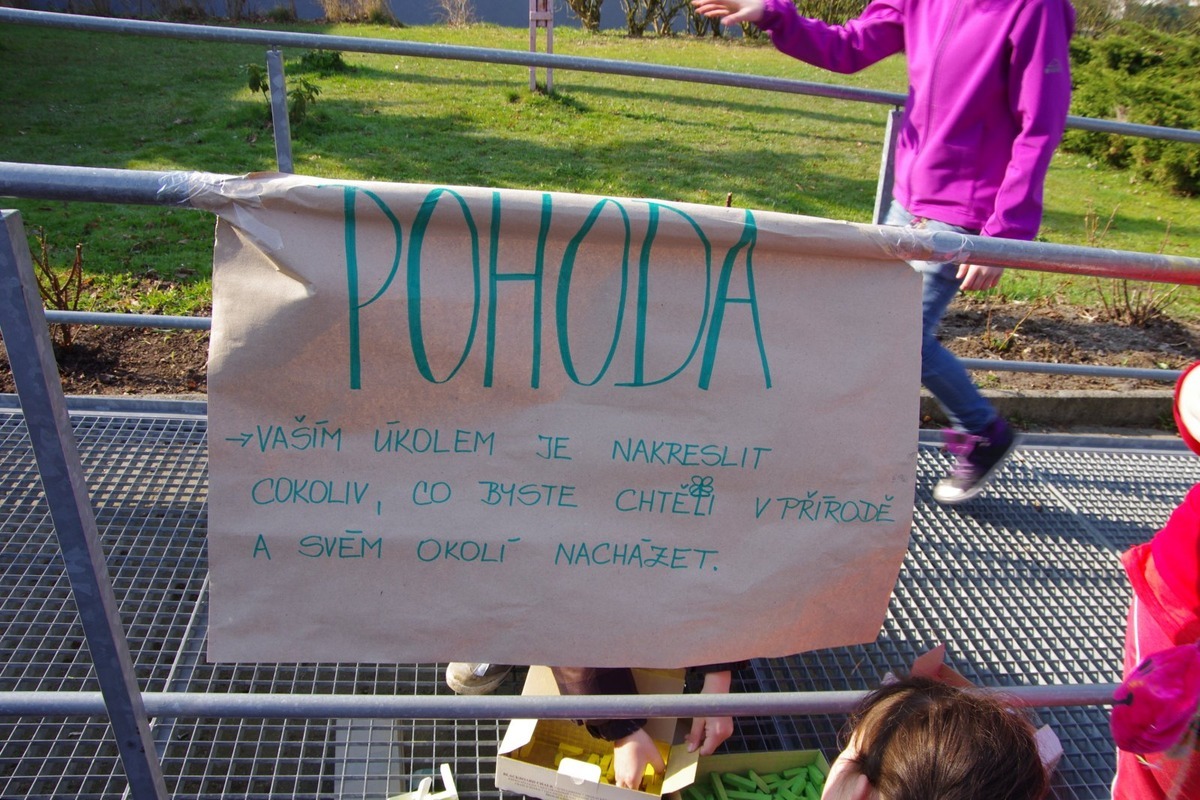 POHODA
→VAŠÍM ÚKOLEM JE NAKRESLIT
COKOLIV, CO BYSTE CHTĚLI V PŘÍRODĚ
A SVÉM OKOLÍ NACHÁZET.